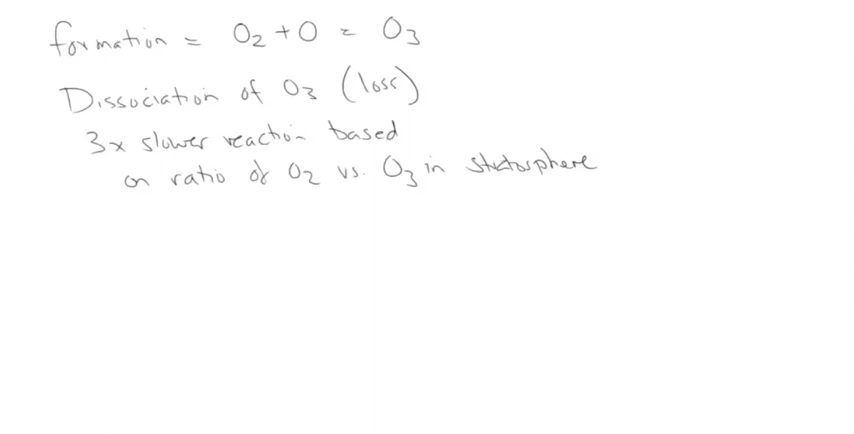 formation = O₂ + O = O₃
Dissociation of O₃ (loss)
3x slower reaction based
on ratio of O₂ vs. O₃ in stratosphere